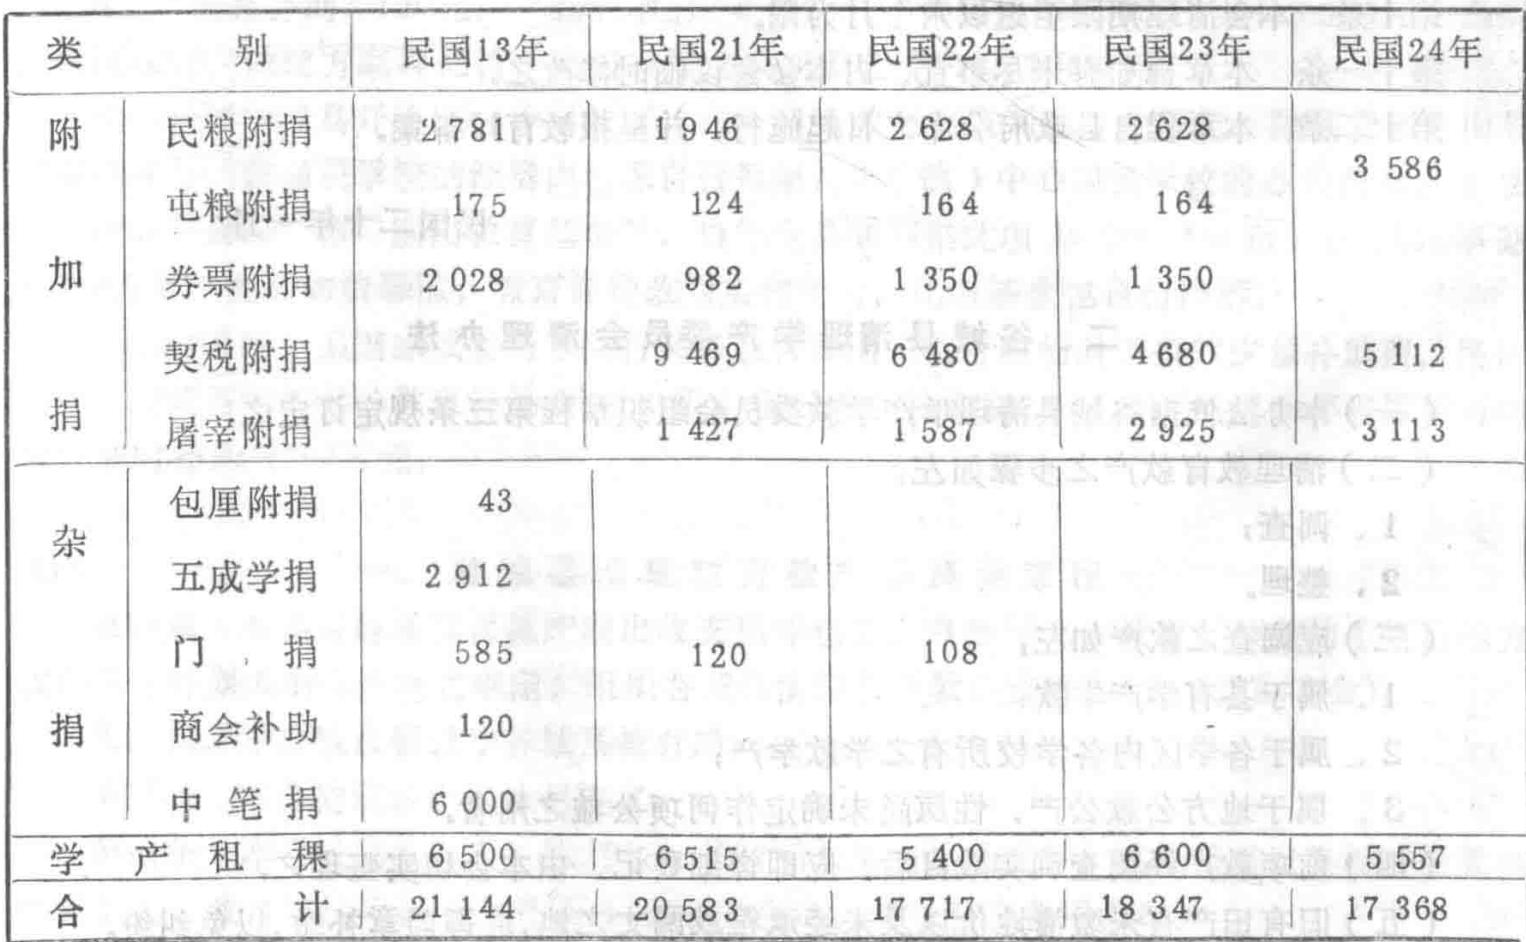 类 别 民国13年 民国21年 民国22年 民国23年 民国24年
附加捐 民粮附捐 2 781 1 946 2 628 2 628 3 586
屯粮附捐 175 124 164 164
券票附捐 2 028 982 1 350 1 350
契税附捐 9 469 6 480 4 680 5 112
屠宰附捐 1 427 1 587 2 925 3 113
杂捐 包厘附捐 43
五成学捐 2 912
门 捐 585 120 108
商会补助 120
中笔捐 6 000
学产租稞 6 500 6 515 5 400 6 600 5 557
合计 21 144 20 583 17 717 18 347 17 368